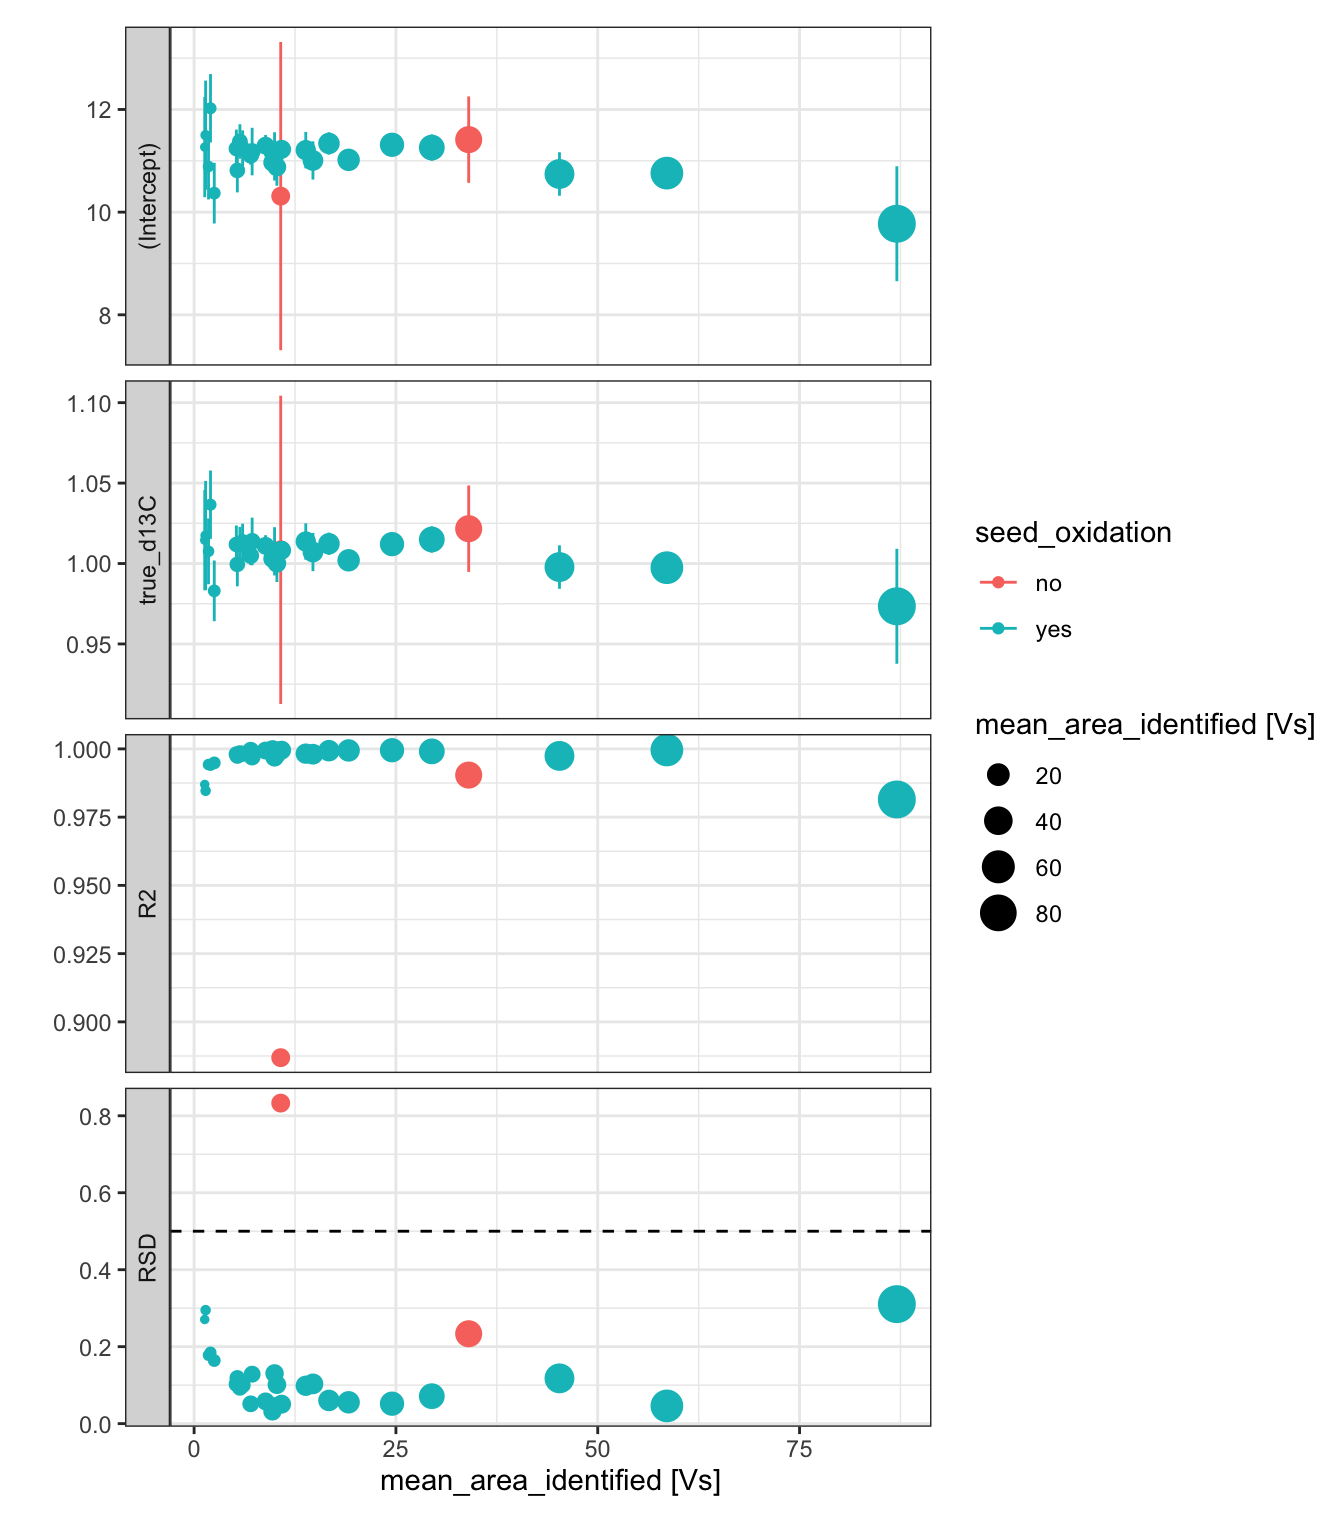 (Intercept)
12
10
8
true_d13C
1.10
1.05
1.00
0.95
R2
1.000
0.975
0.950
0.925
0.900
RSD
0.8
0.6
0.4
0.2
0.0
0 25 50 75
mean_area_identified [Vs]
seed_oxidation
no
yes
mean_area_identified [Vs]
20
40
60
80